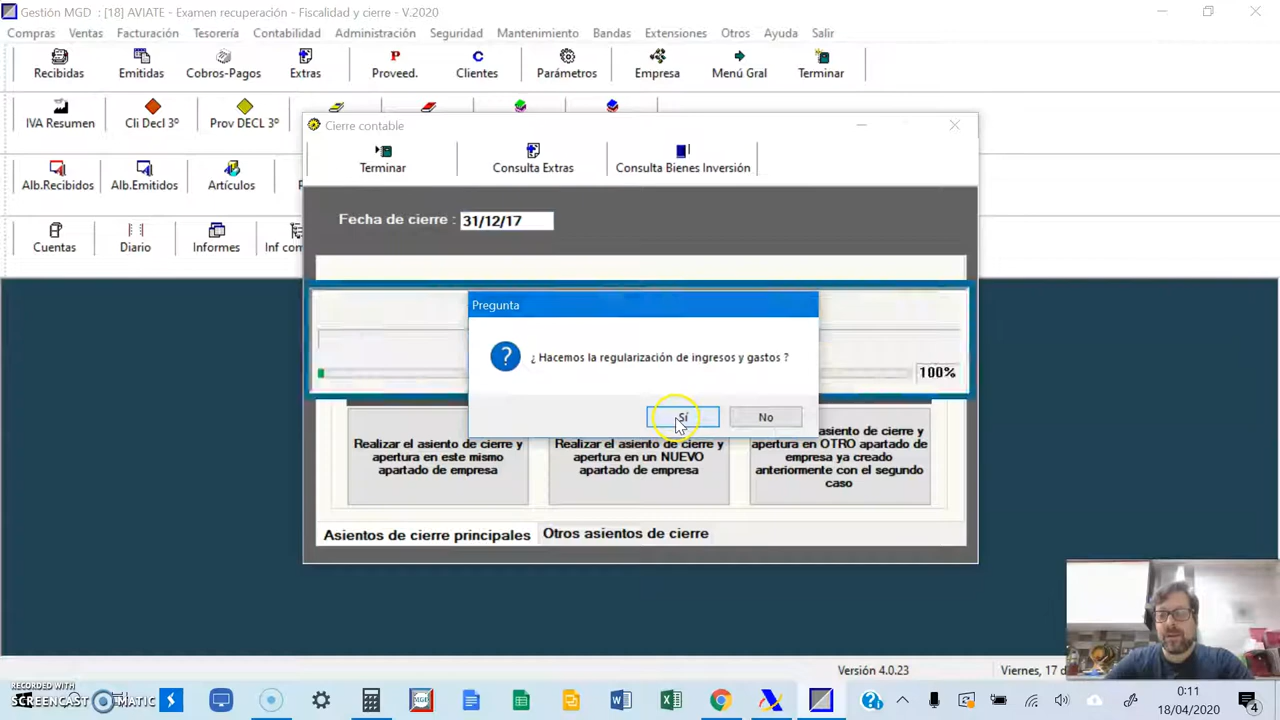 Gestión MGD : [18] AVIATE - Examen recuperación - Fiscalidad y cierre - V.2020
Compras Ventas Facturación Tesorería Contabilidad Administración Seguridad Mantenimiento Bandas Extensiones Otros Ayuda Salir
Recibidas Emitidas Cobros-Pagos Extras Proveed. Clientes Parámetros Empresa Menú Gral Terminar
IVA Resumen Cli Decl 3º Prov DECL 3º
Cierre contable
Terminar Consulta Extras Consulta Bienes Inversión
Alb.Recibidos Alb.Emitidos Artículos
Fecha de cierre : 31/12/17
Cuentas Diario Informes Inf con
Pregunta
¿ Hacemos la regularización de ingresos y gastos ?
100%
Sí No
Realizar el asiento de cierre y
apertura en este mismo
apartado de empresa
Realizar el asiento de cierre y
apertura en un NUEVO
apartado de empresa
asiento de cierre y
apertura en OTRO apartado de
empresa ya creado
anteriormente con el segundo
caso
Asientos de cierre principales Otros asientos de cierre
Versión 4.0.23 Viernes, 17 d
RECORDED WITH
SCREENCAST MATIC
MGD
0:11
18/04/2020
4